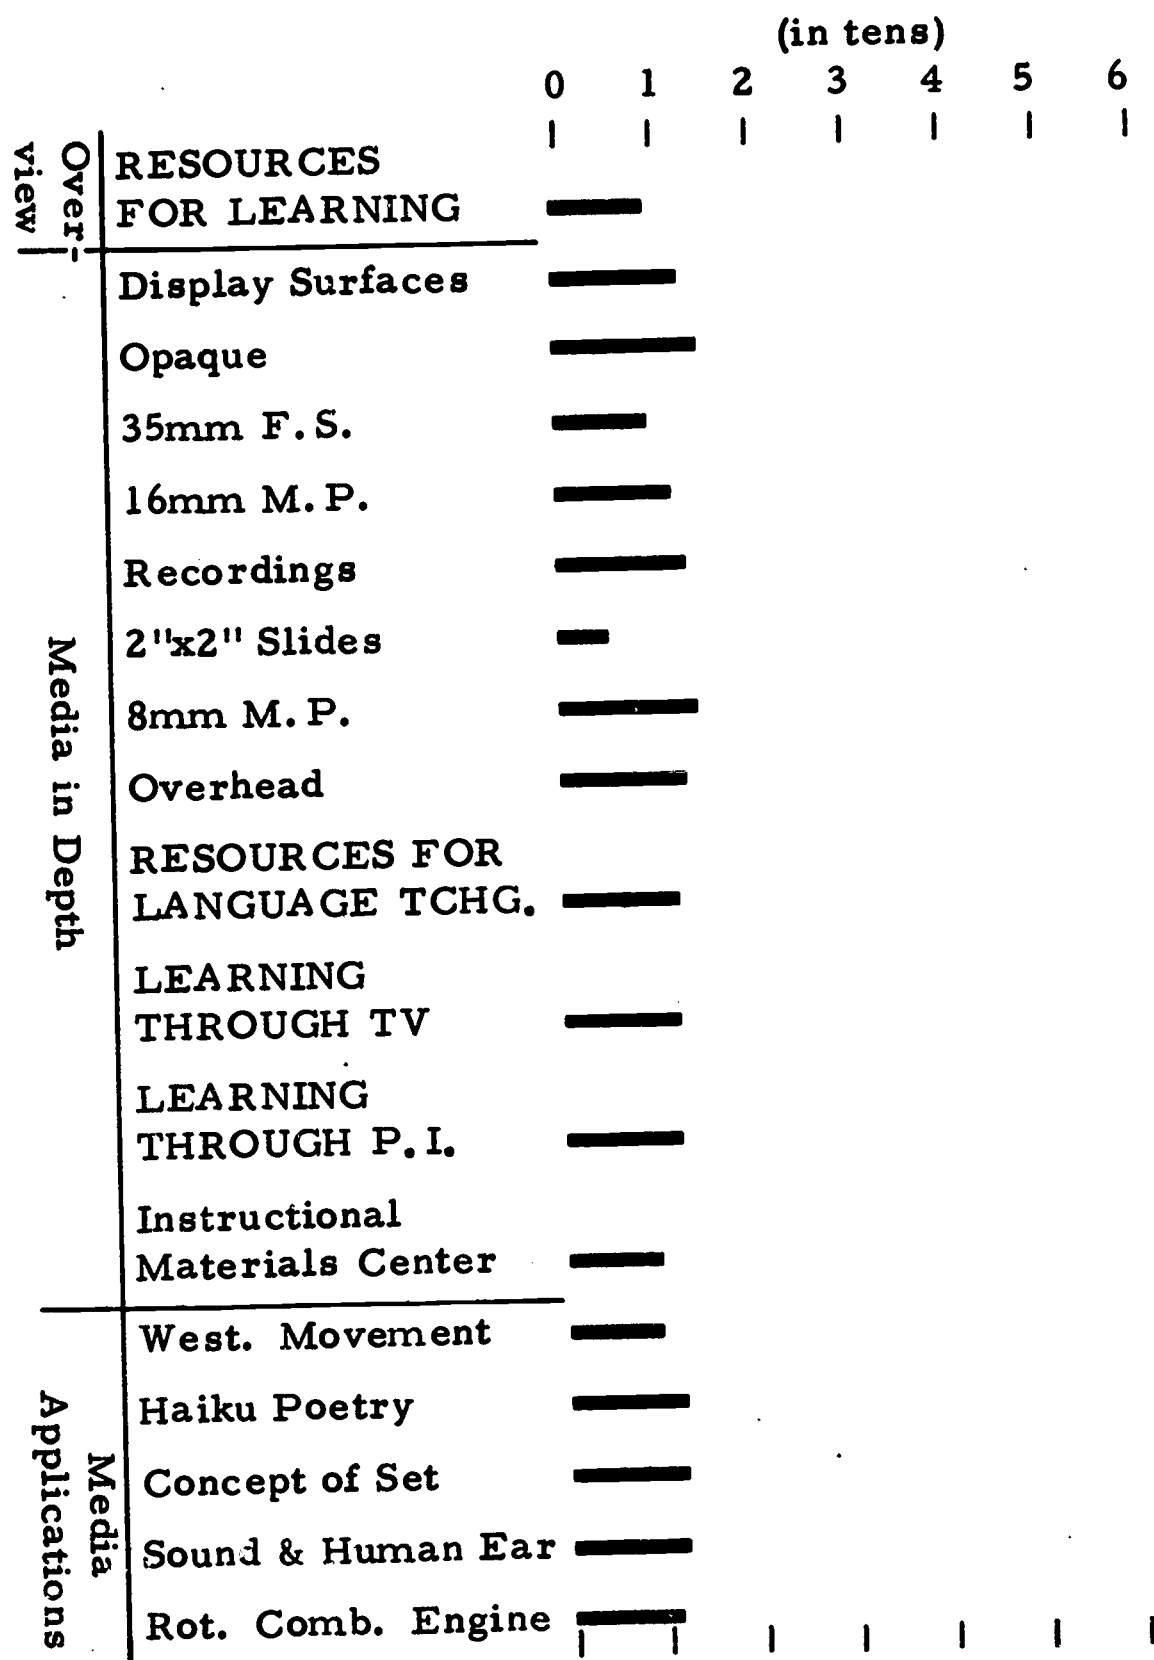 (in tens)
0 1 2 3 4 5 6
Over-
view
RESOURCES
FOR LEARNING
Media in Depth
Display Surfaces
Opaque
35mm F.S.
16mm M.P.
Recordings
2"x2" Slides
8mm M.P.
Overhead
RESOURCES FOR
LANGUAGE TCHG.
LEARNING
THROUGH TV
LEARNING
THROUGH P.I.
Instructional
Materials Center
Media
Applications
West. Movement
Haiku Poetry
Concept of Set
Sound & Human Ear
Rot. Comb. Engine